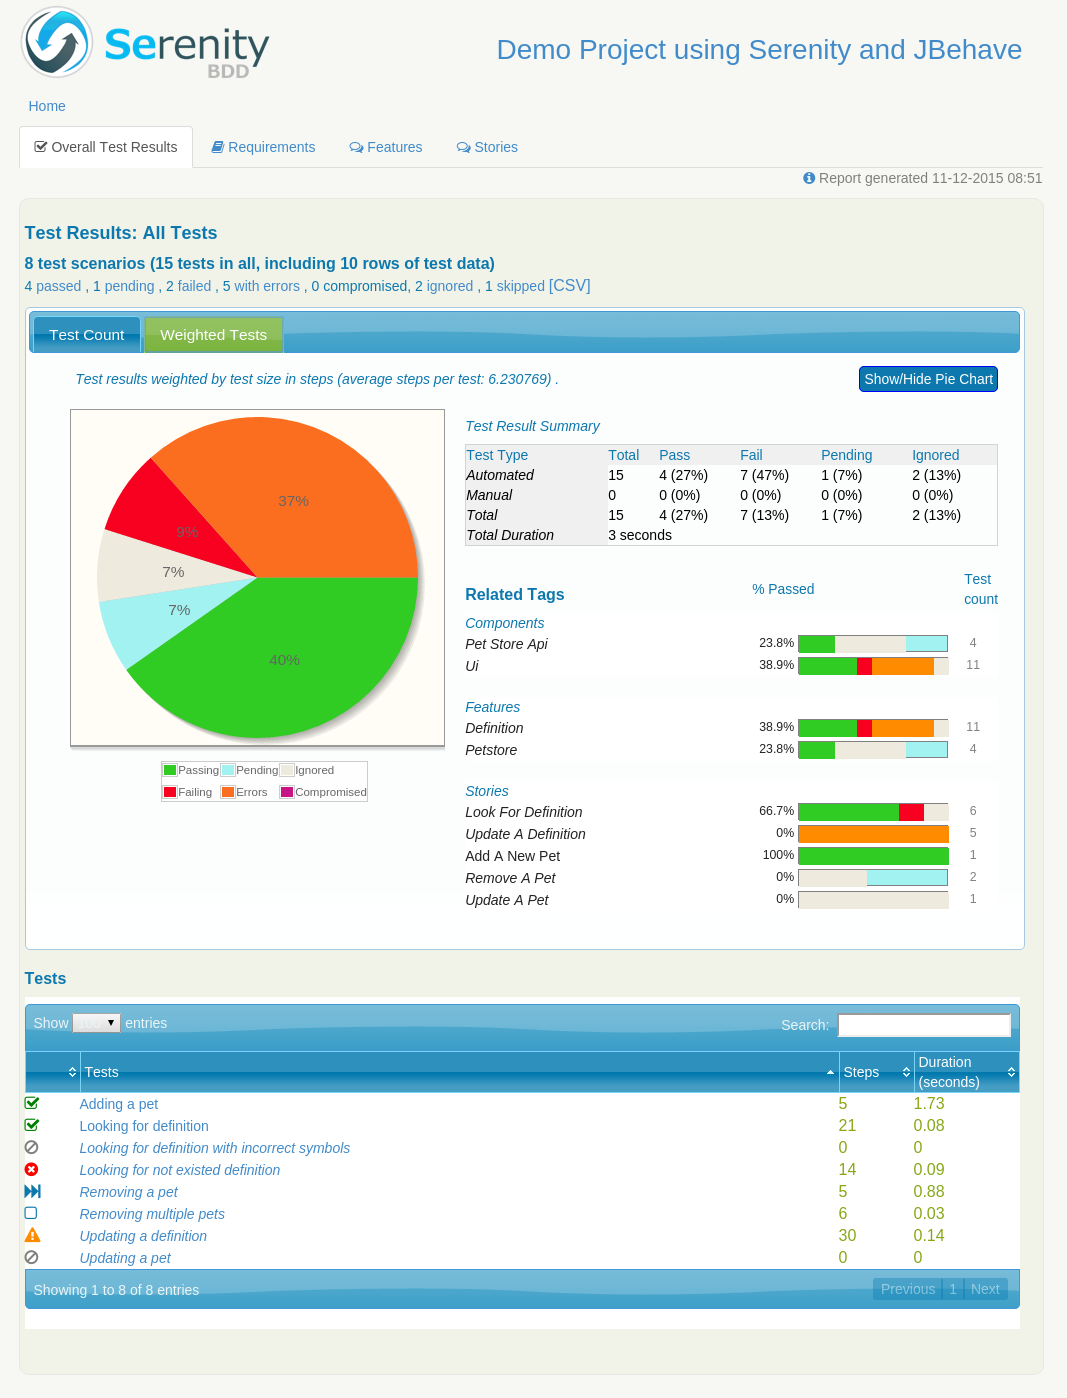 Serenity
BDD
Demo Project using Serenity and JBehave
Home
Overall Test Results
Requirements
Features
Stories
Report generated 11-12-2015 08:51
Test Results: All Tests
8 test scenarios (15 tests in all, including 10 rows of test data)
4 passed , 1 pending , 2 failed , 5 with errors , 0 compromised, 2 ignored , 1 skipped [CSV]
Test Count
Weighted Tests
Test results weighted by test size in steps (average steps per test: 6.230769) .
Show/Hide Pie Chart
37%
9%
7%
7%
40%
Passing Pending Ignored
Failing Errors Compromised
Test Result Summary
Test Type Total Pass Fail Pending Ignored
Automated 15 4 (27%) 7 (47%) 1 (7%) 2 (13%)
Manual 0 0 (0%) 0 (0%) 0 (0%) 0 (0%)
Total 15 4 (27%) 7 (13%) 1 (7%) 2 (13%)
Total Duration 3 seconds
Related Tags % Passed Test count
Components
Pet Store Api 23.8% 4
Ui 38.9% 11
Features
Definition 38.9% 11
Petstore 23.8% 4
Stories
Look For Definition 66.7% 6
Update A Definition 0% 5
Add A New Pet 100% 1
Remove A Pet 0% 2
Update A Pet 0% 1
Tests
Show 100 entries
Search:
Tests Steps Duration (seconds)
Adding a pet 5 1.73
Looking for definition 21 0.08
Looking for definition with incorrect symbols 0 0
Looking for not existed definition 14 0.09
Removing a pet 5 0.88
Removing multiple pets 6 0.03
Updating a definition 30 0.14
Updating a pet 0 0
Showing 1 to 8 of 8 entries
Previous 1 Next